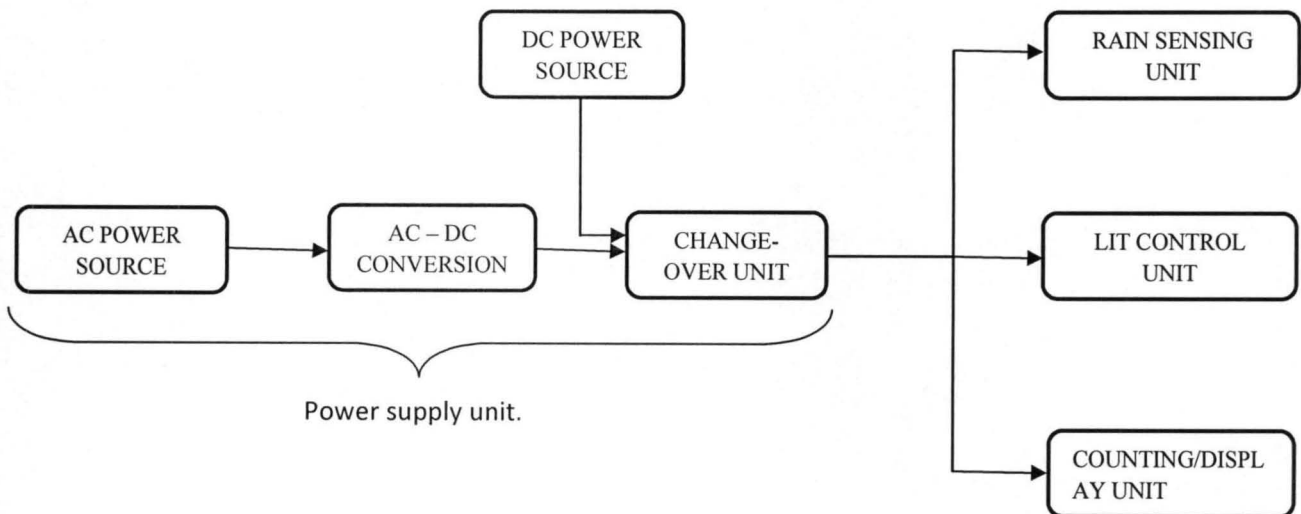 DC POWER
SOURCE
RAIN SENSING
UNIT
AC POWER
SOURCE
AC – DC
CONVERSION
CHANGE-
OVER UNIT
LIT CONTROL
UNIT
Power supply unit.
COUNTING/DISPL
AY UNIT